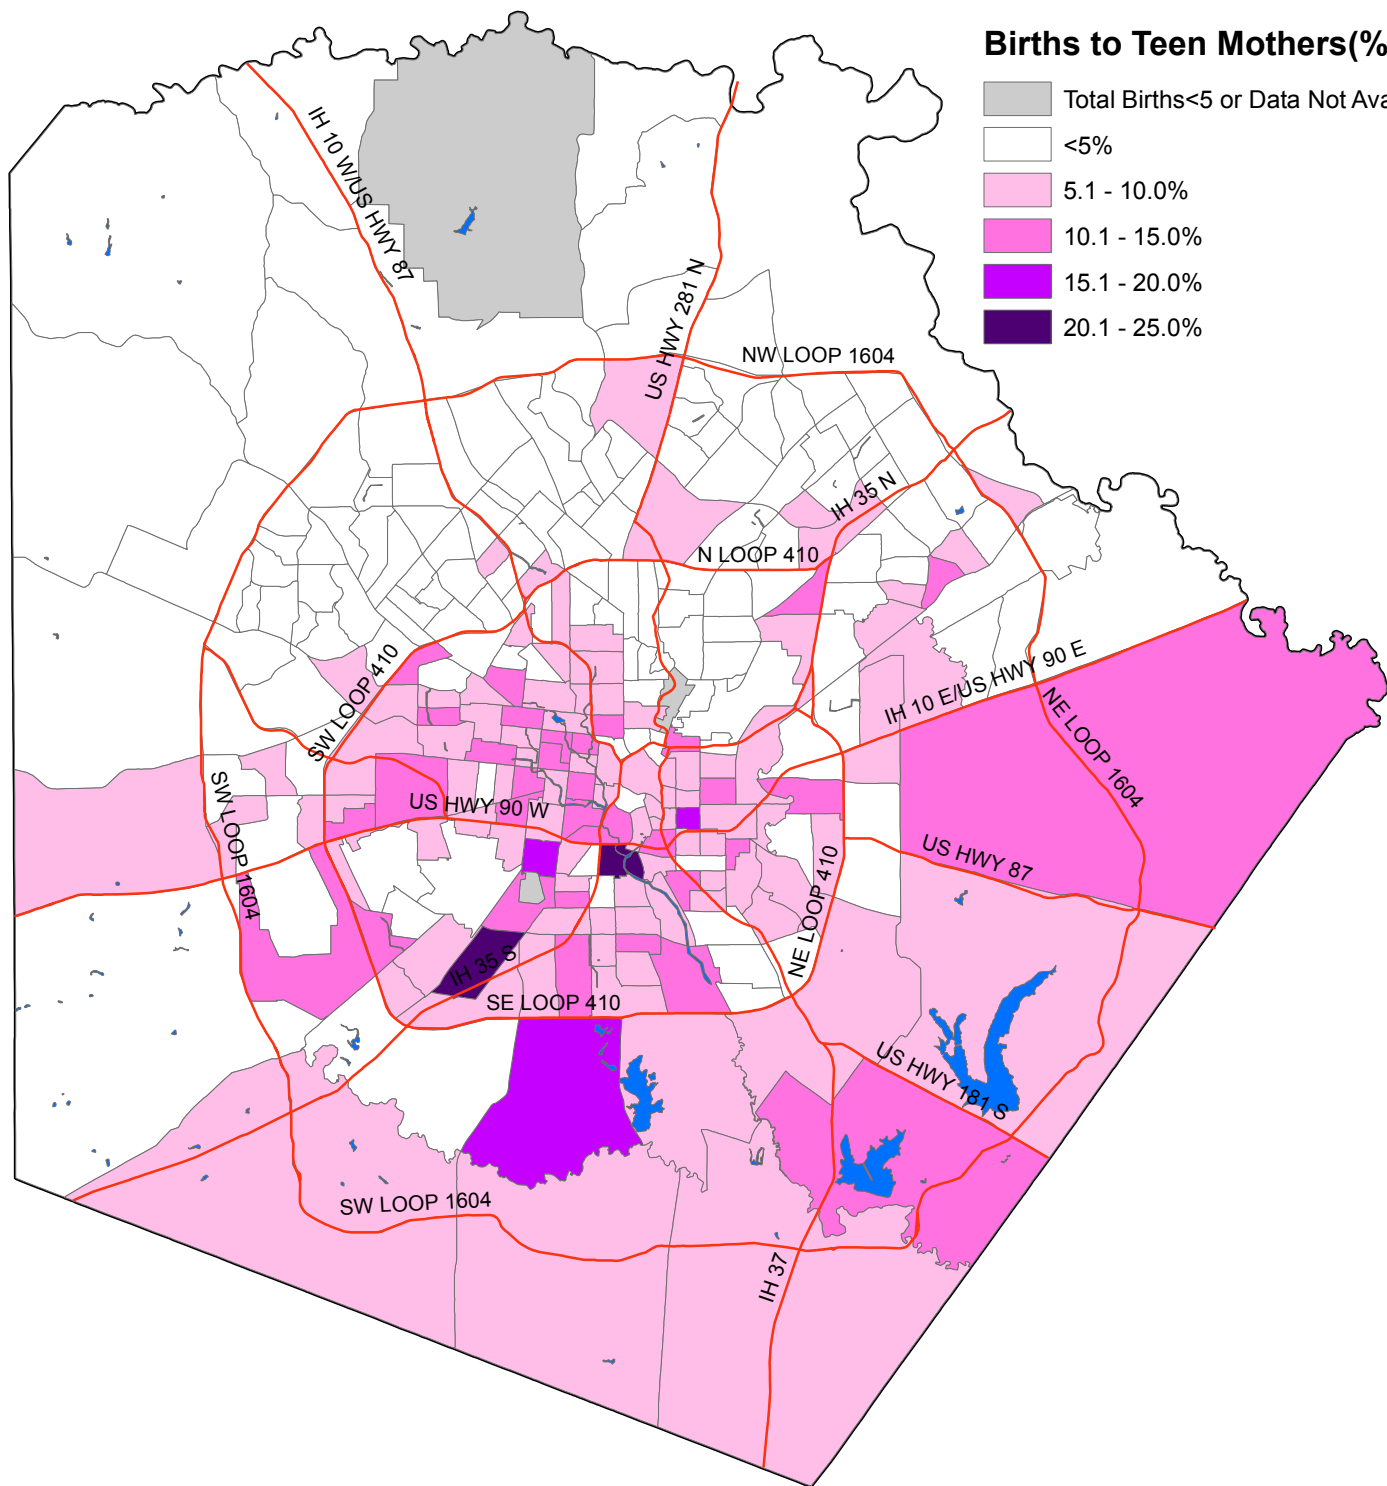 Births to Teen Mothers(%
Total Births<5 or Data Not Ava
<5%
5.1 - 10.0%
10.1 - 15.0%
15.1 - 20.0%
20.1 - 25.0%
IH 10 W/US HWY 87
US HWY 281 N
NW LOOP 1604
IH 35 N
N LOOP 410
SW LOOP 410
IH 10 E/US HWY 90 E
NE LOOP 1604
SW LOOP 1604
US HWY 90 W
US HWY 87
NE LOOP 410
IH 35 S
SE LOOP 410
US HWY 181 S
SW LOOP 1604
IH 37